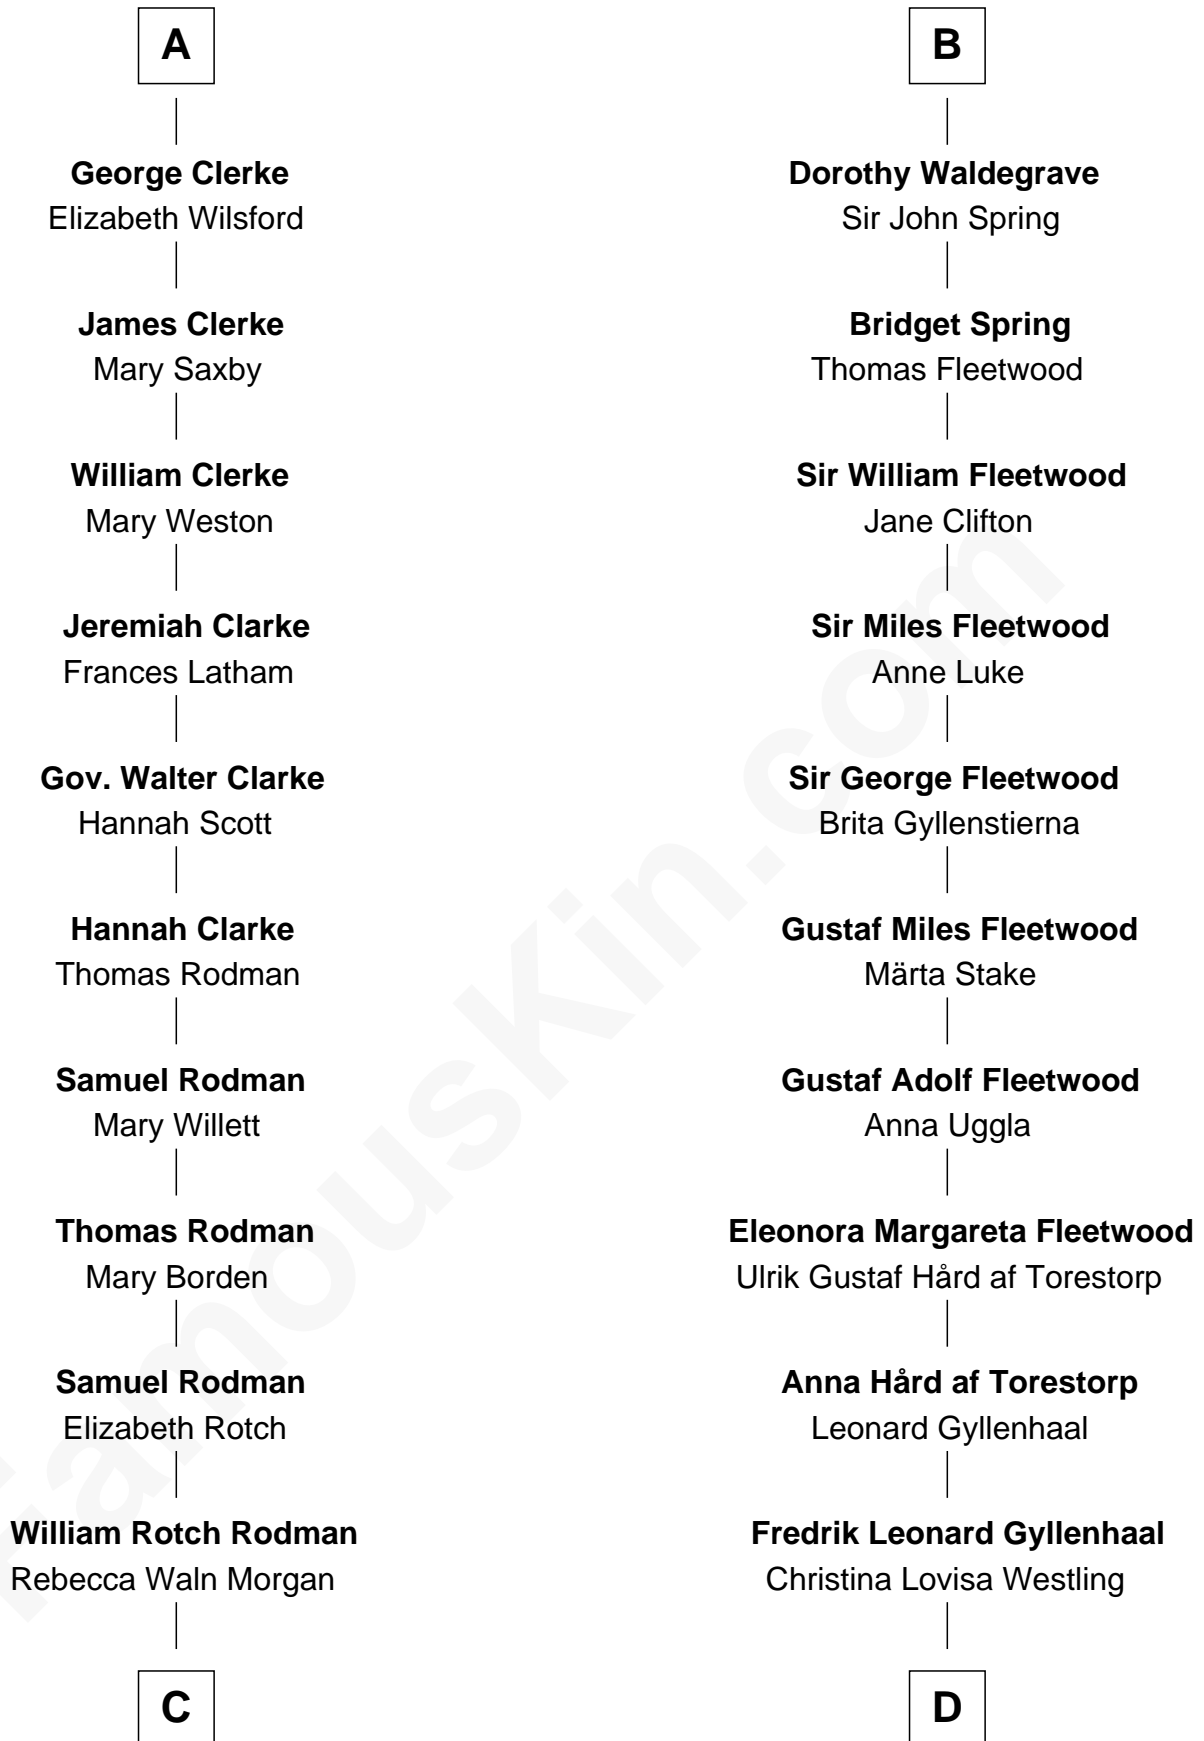 A
George Clerke
Elizabeth Wilsford
James Clerke
Mary Saxby
William Clerke
Mary Weston
Jeremiah Clarke
Frances Latham
Gov. Walter Clarke
Hannah Scott
Hannah Clarke
Thomas Rodman
Samuel Rodman
Mary Willett
Thomas Rodman
Mary Borden
Samuel Rodman
Elizabeth Rotch
William Rotch Rodman
Rebecca Waln Morgan
C
B
Dorothy Waldegrave
Sir John Spring
Bridget Spring
Thomas Fleetwood
Sir William Fleetwood
Jane Clifton
Sir Miles Fleetwood
Anne Luke
Sir George Fleetwood
Brita Gyllenstierna
Gustaf Miles Fleetwood
Märta Stake
Gustaf Adolf Fleetwood
Anna Uggla
Eleonora Margareta Fleetwood
Ulrik Gustaf Hård af Torestorp
Anna Hård af Torestorp
Leonard Gyllenhaal
Fredrik Leonard Gyllenhaal
Christina Lovisa Westling
D
FamousKin.com